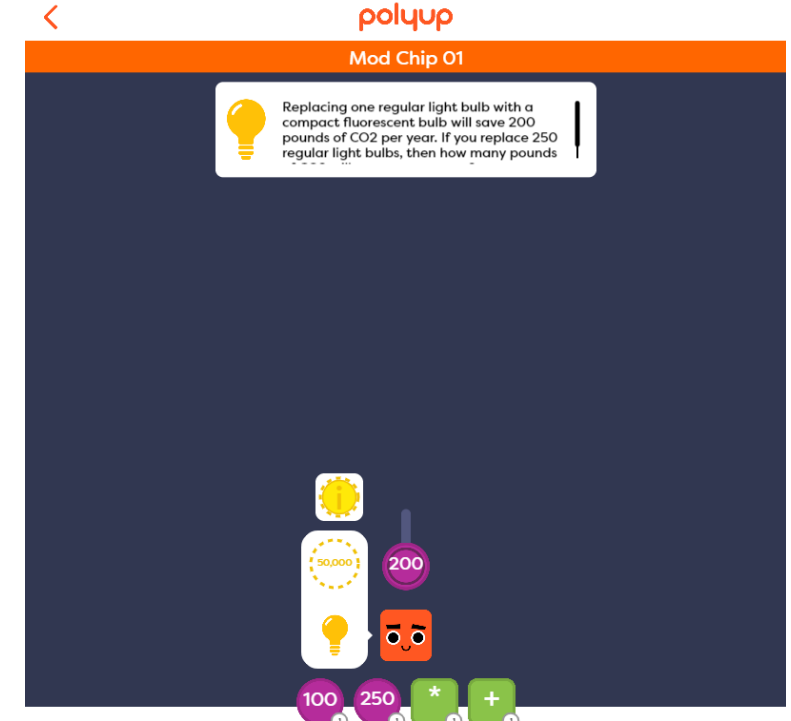 polyup
Mod Chip 01
Replacing one regular light bulb with a
compact fluorescent bulb will save 200
pounds of CO2 per year. If you replace 250
regular light bulbs, then how many pounds
i
50,000
200
100
250
*
+